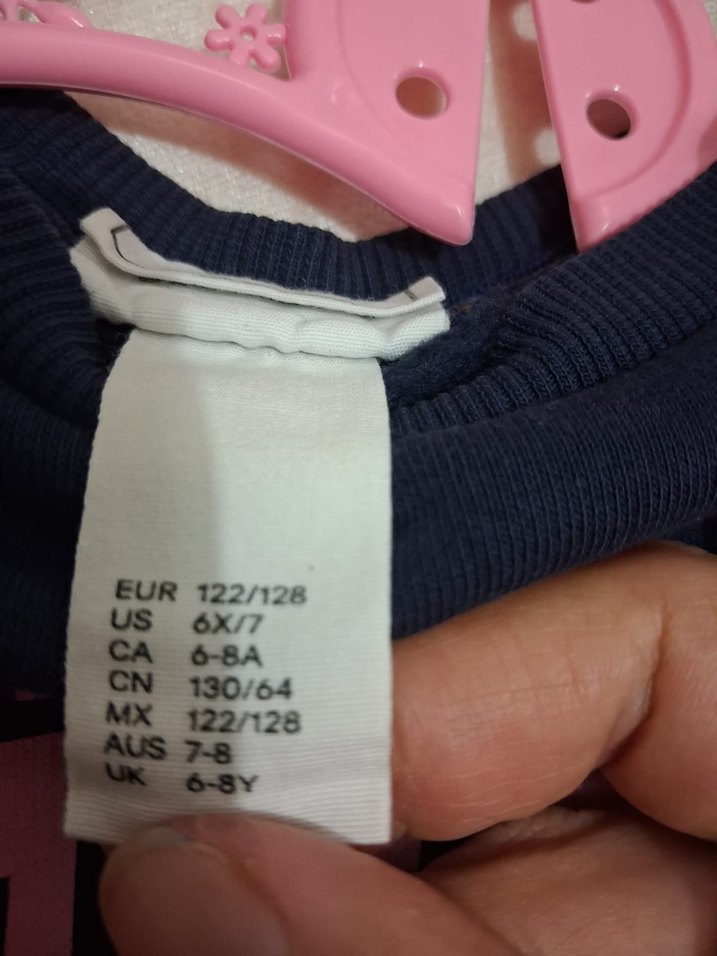 EUR 122/128
US 6X/7
CA 6-8A
CN 130/64
MX 122/128
AUS 7-8
UK 6-8Y